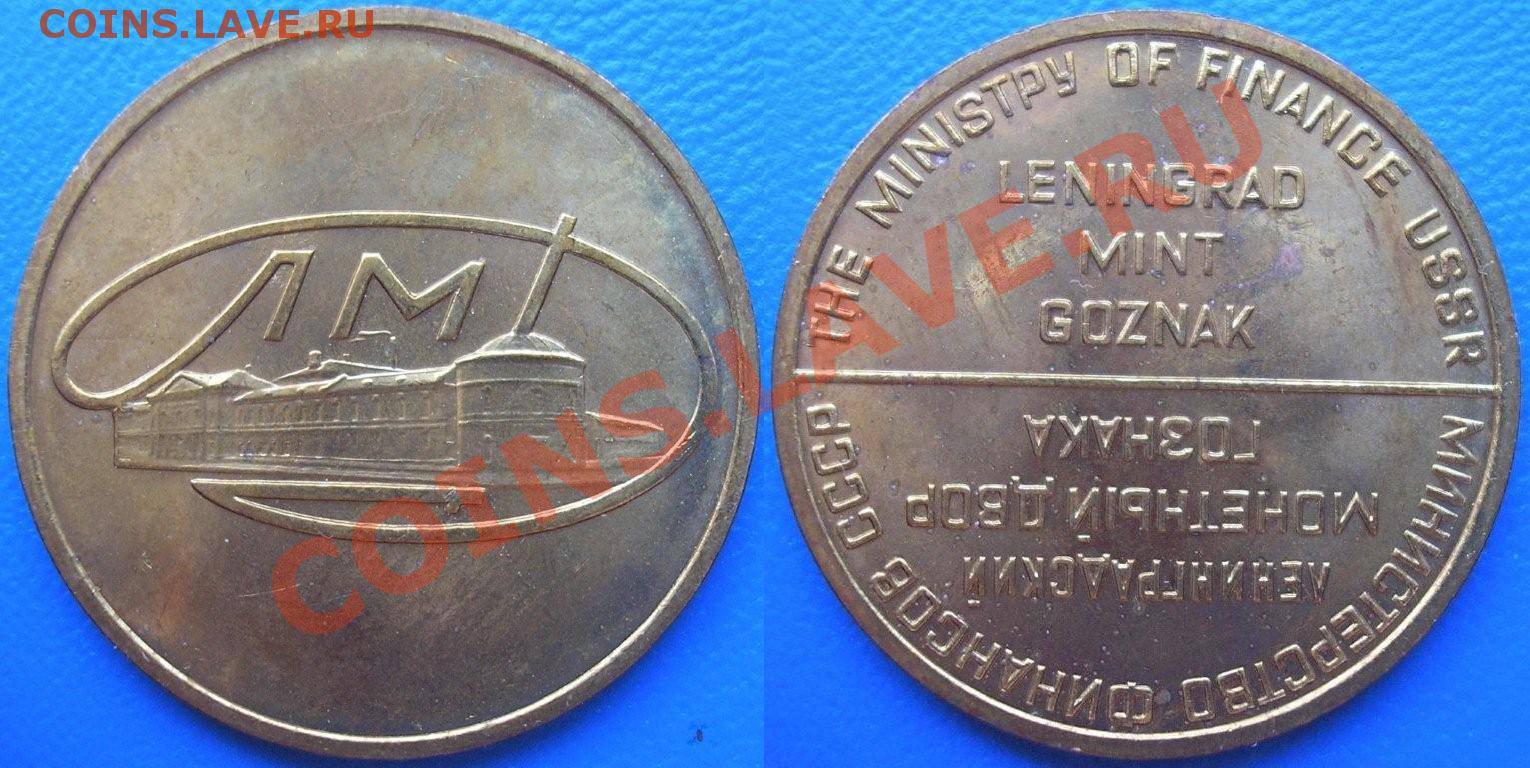 COINS.LAVE.RU
ЛМ
THE MINISTРУ OF FINANCE USSR
LENINGRAD
MINT
GOZNAK
МИНИСТЕРСТВО ФИНАНСОВ СССР
ЛЕНИНГРАДСКИЙ
МОНЕТНЫЙ ДВОР
ГОЗНАКА
COINS.LAVE.RU